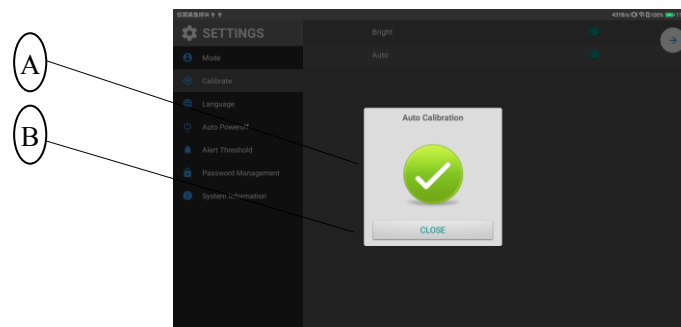 A
B
SETTINGS
Mode
Calibrate
Language
Auto Poweroff
Alert Threshold
Password Management
System Information
Bright
Auto
Auto Calibration
CLOSE